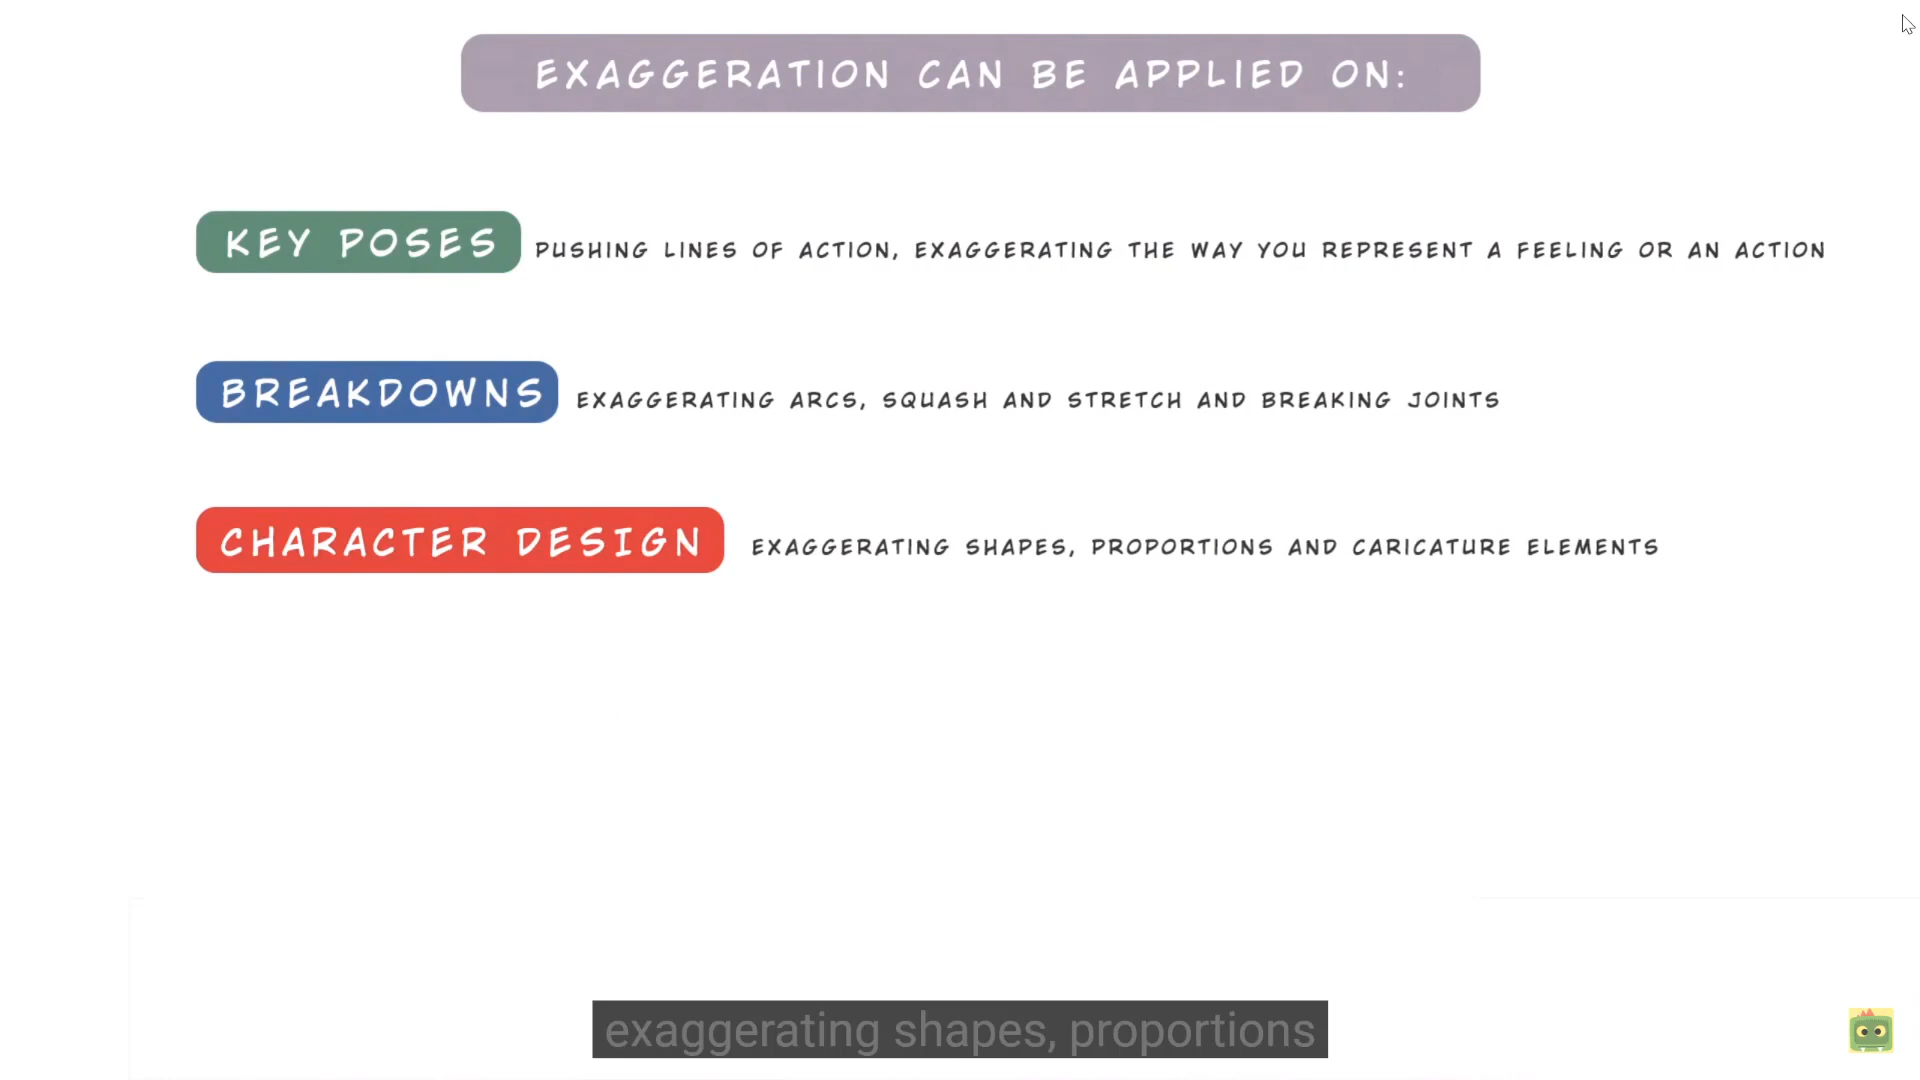 EXAGGERATION CAN BE APPLIED ON:
KEY POSES PUSHING LINES OF ACTION, EXAGGERATING THE WAY YOU REPRESENT A FEELING OR AN ACTION
BREAKDOWNS EXAGGERATING ARCS, SQUASH AND STRETCH AND BREAKING JOINTS
CHARACTER DESIGN EXAGGERATING SHAPES, PROPORTIONS AND CARICATURE ELEMENTS
exaggerating shapes, proportions